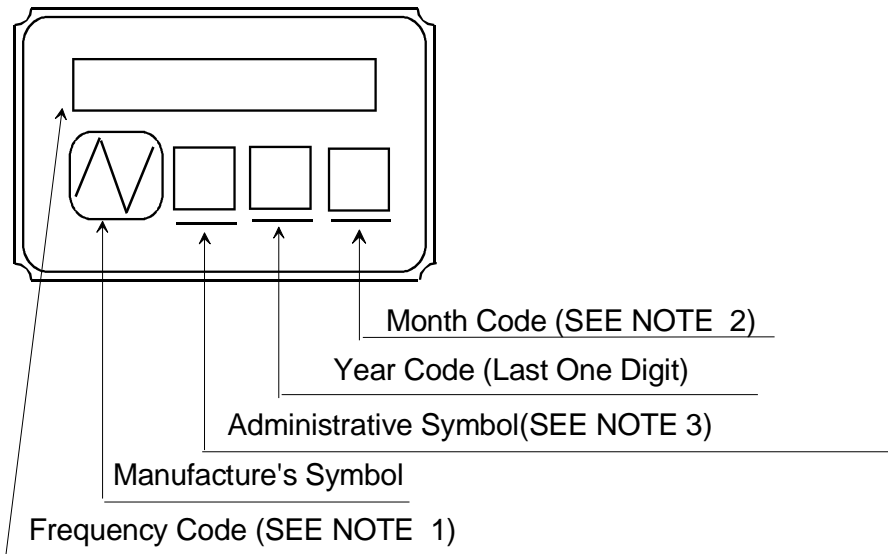 Month Code (SEE NOTE 2)
Year Code (Last One Digit)
Administrative Symbol(SEE NOTE 3)
Manufacture's Symbol
Frequency Code (SEE NOTE 1)